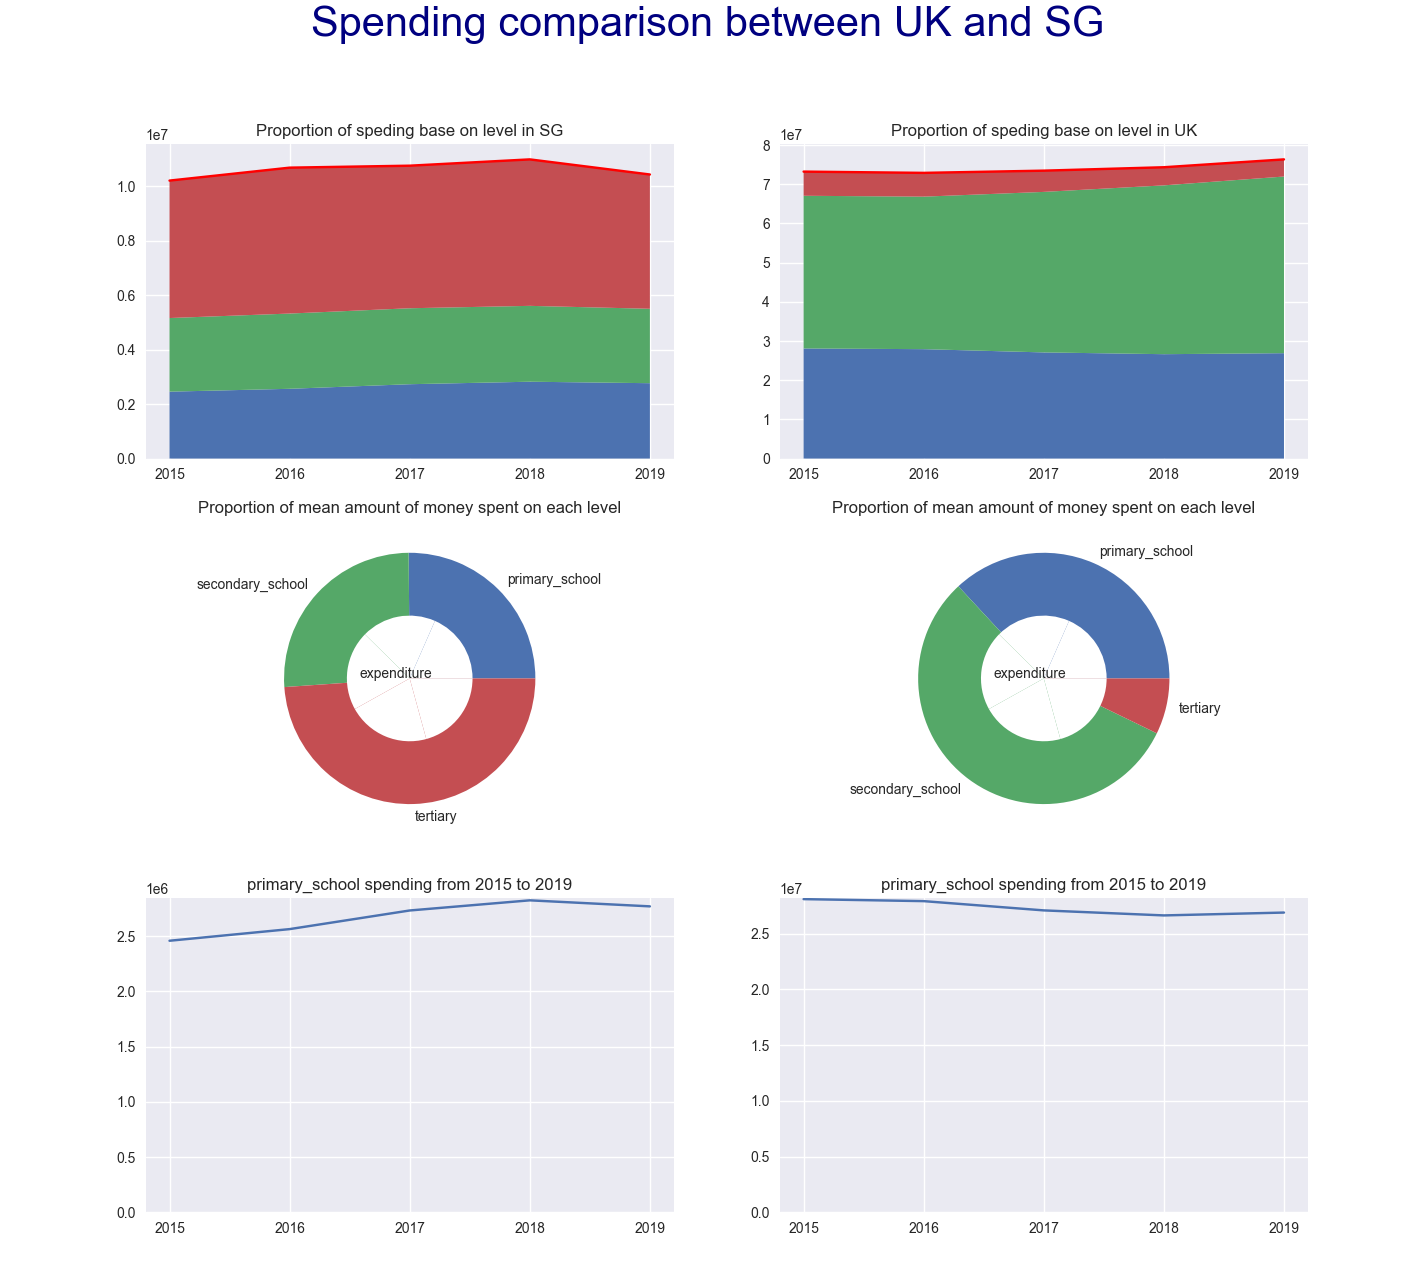 Spending comparison between UK and SG
Proportion of speding base on level in SG
1e7
1.0
0.8
0.6
0.4
0.2
0.0
2015 2016 2017 2018 2019
Proportion of speding base on level in UK
1e7
8
7
6
5
4
3
2
1
0
2015 2016 2017 2018 2019
Proportion of mean amount of money spent on each level
primary_school
secondary_school
expenditure
tertiary
Proportion of mean amount of money spent on each level
primary_school
expenditure
tertiary
secondary_school
primary_school spending from 2015 to 2019
1e6
2.5
2.0
1.5
1.0
0.5
0.0
2015 2016 2017 2018 2019
primary_school spending from 2015 to 2019
1e7
2.5
2.0
1.5
1.0
0.5
0.0
2015 2016 2017 2018 2019